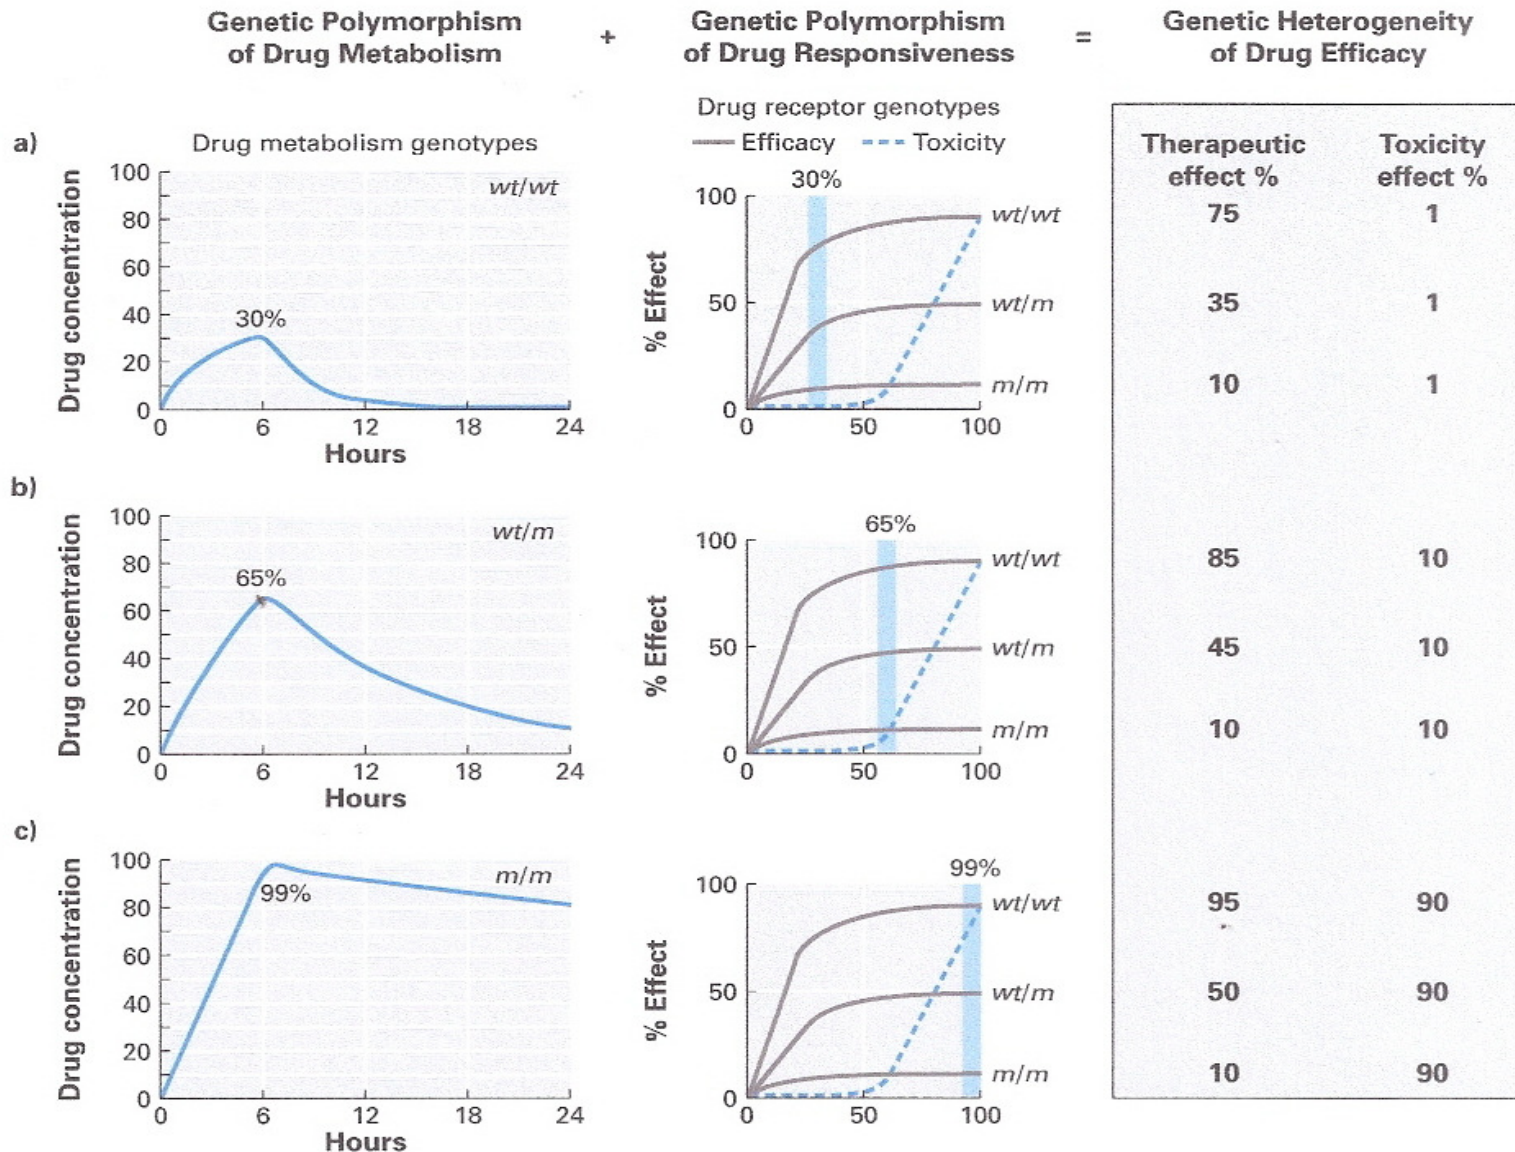 Genetic Polymorphism
of Drug Metabolism
+
Genetic Polymorphism
of Drug Responsiveness
=
Genetic Heterogeneity
of Drug Efficacy
a)
Drug metabolism genotypes
wt/wt
100
80
60
40
20
0
30%
0 6 12 18 24
Hours
Drug concentration
Drug receptor genotypes
Efficacy Toxicity
30%
100
50
0
% Effect
wt/wt
wt/m
m/m
0 50 100
Therapeutic
effect %
Toxicity
effect %
75 1
35 1
10 1
b)
wt/m
100
80
60
40
20
0
65%
0 6 12 18 24
Hours
Drug concentration
65%
100
50
0
% Effect
wt/wt
wt/m
m/m
0 50 100
85 10
45 10
10 10
c)
m/m
100
80
60
40
20
0
99%
0 6 12 18 24
Hours
Drug concentration
99%
100
50
0
% Effect
wt/wt
wt/m
m/m
0 50 100
95 90
50 90
10 90